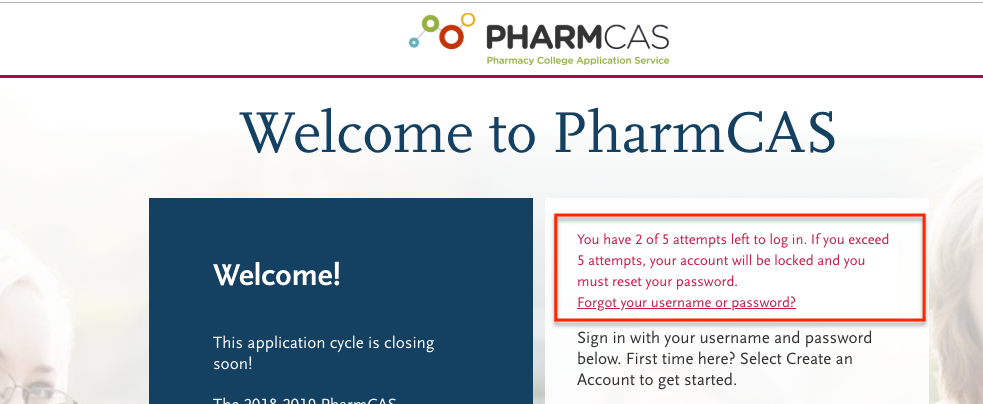 PHARMCAS
Pharmacy College Application Service
Welcome to PharmCAS
Welcome!
This application cycle is closing
soon!
The 2018-2019 PharmCAS
You have 2 of 5 attempts left to log in. If you exceed
5 attempts, your account will be locked and you
must reset your password.
Forgot your username or password?
Sign in with your username and password
below. First time here? Select Create an
Account to get started.